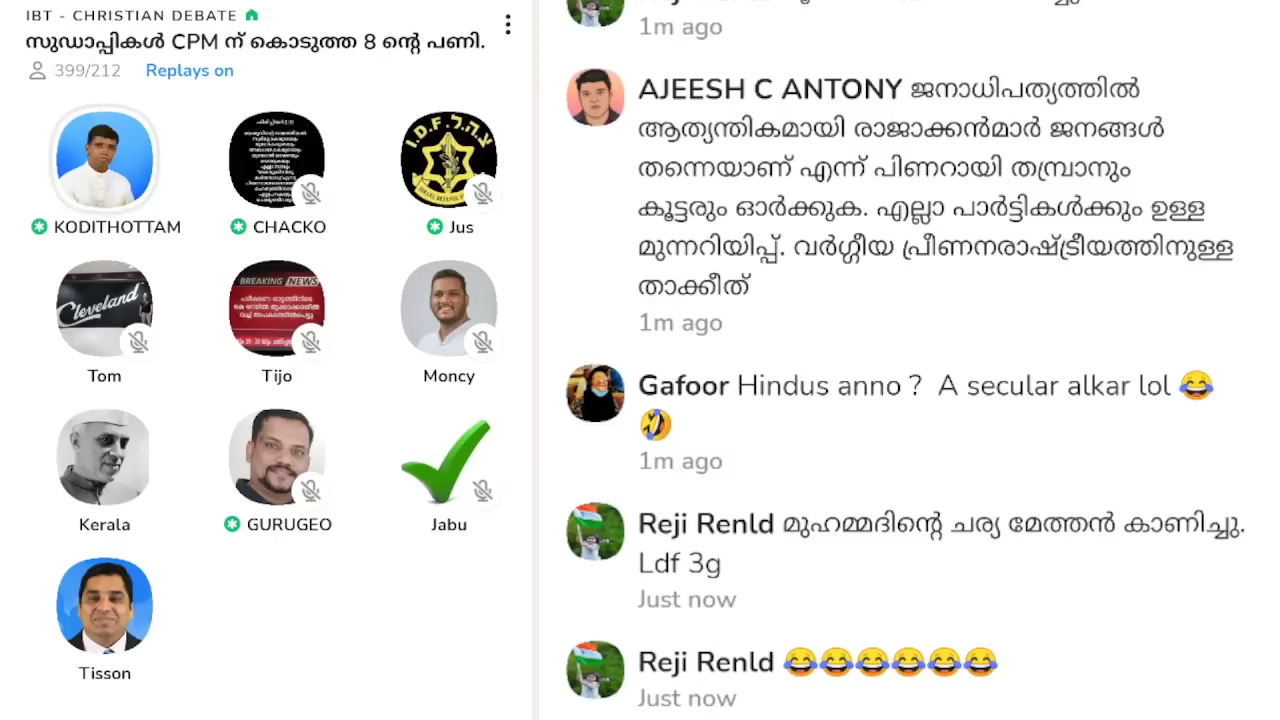 IBT - CHRISTIAN DEBATE
സുഡാപ്പികൾ CPM ന് കൊടുത്ത 8 ന്റെ പണി.
399/212 Replays on
KODITHOTTAM
CHACKO
I.D.F. צ.ה.ל
Jus
Cleveland
Tom
BREAKING NEWS
Tijo
Moncy
Kerala
GURUGEO
Jabu
Tisson
1m ago
AJEESH C ANTONY ജനാധിപത്യത്തിൽ
ആത്യന്തികമായി രാജാക്കൻമാർ ജനങ്ങൾ
തന്നെയാണ് എന്ന് പിണറായി തമ്പ്രാനും
കൂട്ടരും ഓർക്കുക. എല്ലാ പാർട്ടികൾക്കും ഉള്ള
മുന്നറിയിപ്പ്. വർഗ്ഗീയ പ്രീണനരാഷ്ട്രീയത്തിനുള്ള
താക്കീത്
1m ago
Gafoor Hindus anno ? A secular alkar lol 😂
🤣
1m ago
Reji Renld മുഹമ്മദിന്റെ ചര്യ മേത്തൻ കാണിച്ചു.
Ldf 3g
Just now
Reji Renld 😂😂😂😂😂😂
Just now